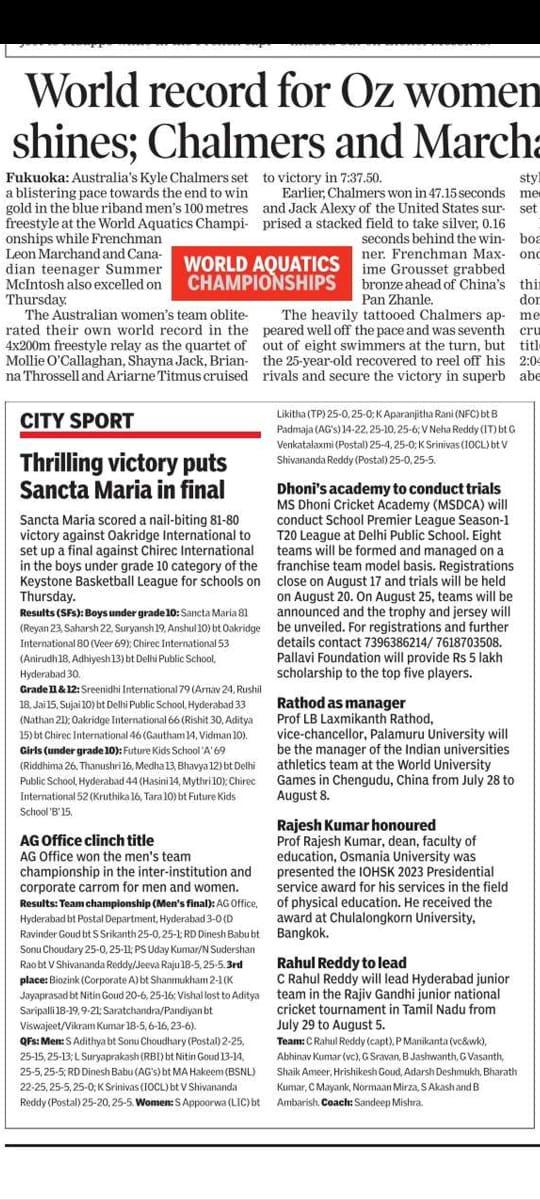 World record for Oz women
shines; Chalmers and Marcha
Fukuoka: Australia's Kyle Chalmers set
a blistering pace towards the end to win
gold in the blue riband men's 100 metres
freestyle at the World Aquatics Champi-
onships while Frenchman
Leon Marchand and Cana-
dian teenager Summer
McIntosh also excelled on
Thursday.
The Australian women's team oblite-
rated their own world record in the
4x200m freestyle relay as the quartet of
Mollie O'Callaghan, Shayna Jack, Brian-
na Throssell and Ariarne Titmus cruised
WORLD AQUATICS
CHAMPIONSHIPS
to victory in 7:37.50.
Earlier, Chalmers won in 47.15 seconds
and Jack Alexy of the United States sur-
prised a stacked field to take silver, 0.16
seconds behind the win-
ner. Frenchman Max-
ime Grousset grabbed
bronze ahead of China's
Pan Zhanle.
The heavily tattooed Chalmers ap-
peared well off the pace and was seventh
out of eight swimmers at the turn, but
the 25-year-old recovered to reel off his
rivals and secure the victory in superb
CITY SPORT
Thrilling victory puts
Sancta Maria in final
Sancta Maria scored a nail-biting 81-80
victory against Oakridge International to
set up a final against Chirec International
in the boys under grade 10 category of the
Keystone Basketball League for schools on
Thursday.
Results (SFs): Boys under grade 10: Sancta Maria 81
(Reyan 23, Saharsh 22, Suryansh 19, Anshul 10) bt Oakridge
International 80 (Veer 69); Chirec International 53
(Anirudh 18, Adhiyesh 13) bt Delhi Public School,
Hyderabad 30.
Grade 11 & 12: Sreenidhi International 79 (Arnav 24, Rushil
18, Jai 15, Sujai 10) bt Delhi Public School, Hyderabad 33
(Nathan 21); Oakridge International 66 (Rishit 30, Aditya
15) bt Chirec International 46 (Gautham 14, Vidman 10).
Girls (under grade 10): Future Kids School 'A' 69
(Riddhima 26, Thanushri 16, Medha 13, Bhavya 12) bt Delhi
Public School, Hyderabad 44 (Hasini 14, Mythri 10); Chirec
International 52 (Kruthika 16, Tara 10) bt Future Kids
School 'B' 15.
AG Office clinch title
AG Office won the men's team
championship in the inter-institution and
corporate carrom for men and women.
Results: Team championship (Men's final): AG Office,
Hyderabad bt Postal Department, Hyderabad 3-0 (D
Ravinder Goud bt S Srikanth 25-0, 25-1; RD Dinesh Babu bt
Sonu Choudary 25-0, 25-11; PS Uday Kumar/N Sudershan
Rao bt V Shivananda Reddy/Jeeva Raju 18-5, 25-5. 3rd
place: Biozink (Corporate A) bt Shanmukham 2-1 (K
Jayaprasad bt Nitin Goud 20-6, 25-16; Vishal lost to Aditya
Saripalli 18-19, 9-21; Saratchandra/Pandiyan bt
Viswajeet/Vikram Kumar 18-5, 6-16, 23-6).
QFs: Men: S Adithya bt Sonu Choudhary (Postal) 2-25,
25-15, 25-13; L Suryaprakash (RBI) bt Nitin Goud 13-14,
25-5, 25-5; RD Dinesh Babu (AG's) bt MA Hakeem (BSNL)
22-25, 25-5, 25-0; K Srinivas (IOCL) bt V Shivananda
Reddy (Postal) 25-20, 25-5. Women: S Appoorwa (LIC) bt
Likitha (TP) 25-0, 25-0; K Aparanjitha Rani (NFC) bt B
Padmaja (AG's) 14-22, 25-10, 25-6; V Neha Reddy (IT) bt G
Venkatalaxmi (Postal) 25-4, 25-0; K Srinivas (IOCL) bt V
Shivananda Reddy (Postal) 25-0, 25-5.
Dhoni's academy to conduct trials
MS Dhoni Cricket Academy (MSDCA) will
conduct School Premier League Season-1
T20 League at Delhi Public School. Eight
teams will be formed and managed on a
franchise team model basis. Registrations
close on August 17 and trials will be held
on August 20. On August 25, teams will be
announced and the trophy and jersey will
be unveiled. For registrations and further
details contact 7396386214/ 7618703508.
Pallavi Foundation will provide Rs 5 lakh
scholarship to the top five players.
Rathod as manager
Prof LB Laxmikanth Rathod,
vice-chancellor, Palamuru University will
be the manager of the Indian universities
athletics team at the World University
Games in Chengudu, China from July 28 to
August 8.
Rajesh Kumar honoured
Prof Rajesh Kumar, dean, faculty of
education, Osmania University was
presented the IOHSK 2023 Presidential
service award for his services in the field
of physical education. He received the
award at Chulalongkorn University,
Bangkok.
Rahul Reddy to lead
C Rahul Reddy will lead Hyderabad junior
team in the Rajiv Gandhi junior national
cricket tournament in Tamil Nadu from
July 29 to August 5.
Team: C Rahul Reddy (capt), P Manikanta (vc&wk),
Abhinav Kumar (vc), G Sravan, B Jashwanth, G Vasanth,
Shaik Ameer, Hrishikesh Goud, Adarsh Deshmukh, Bharath
Kumar, C Mayank, Normaan Mirza, S Akash and B
Ambarish. Coach: Sandeep Mishra.